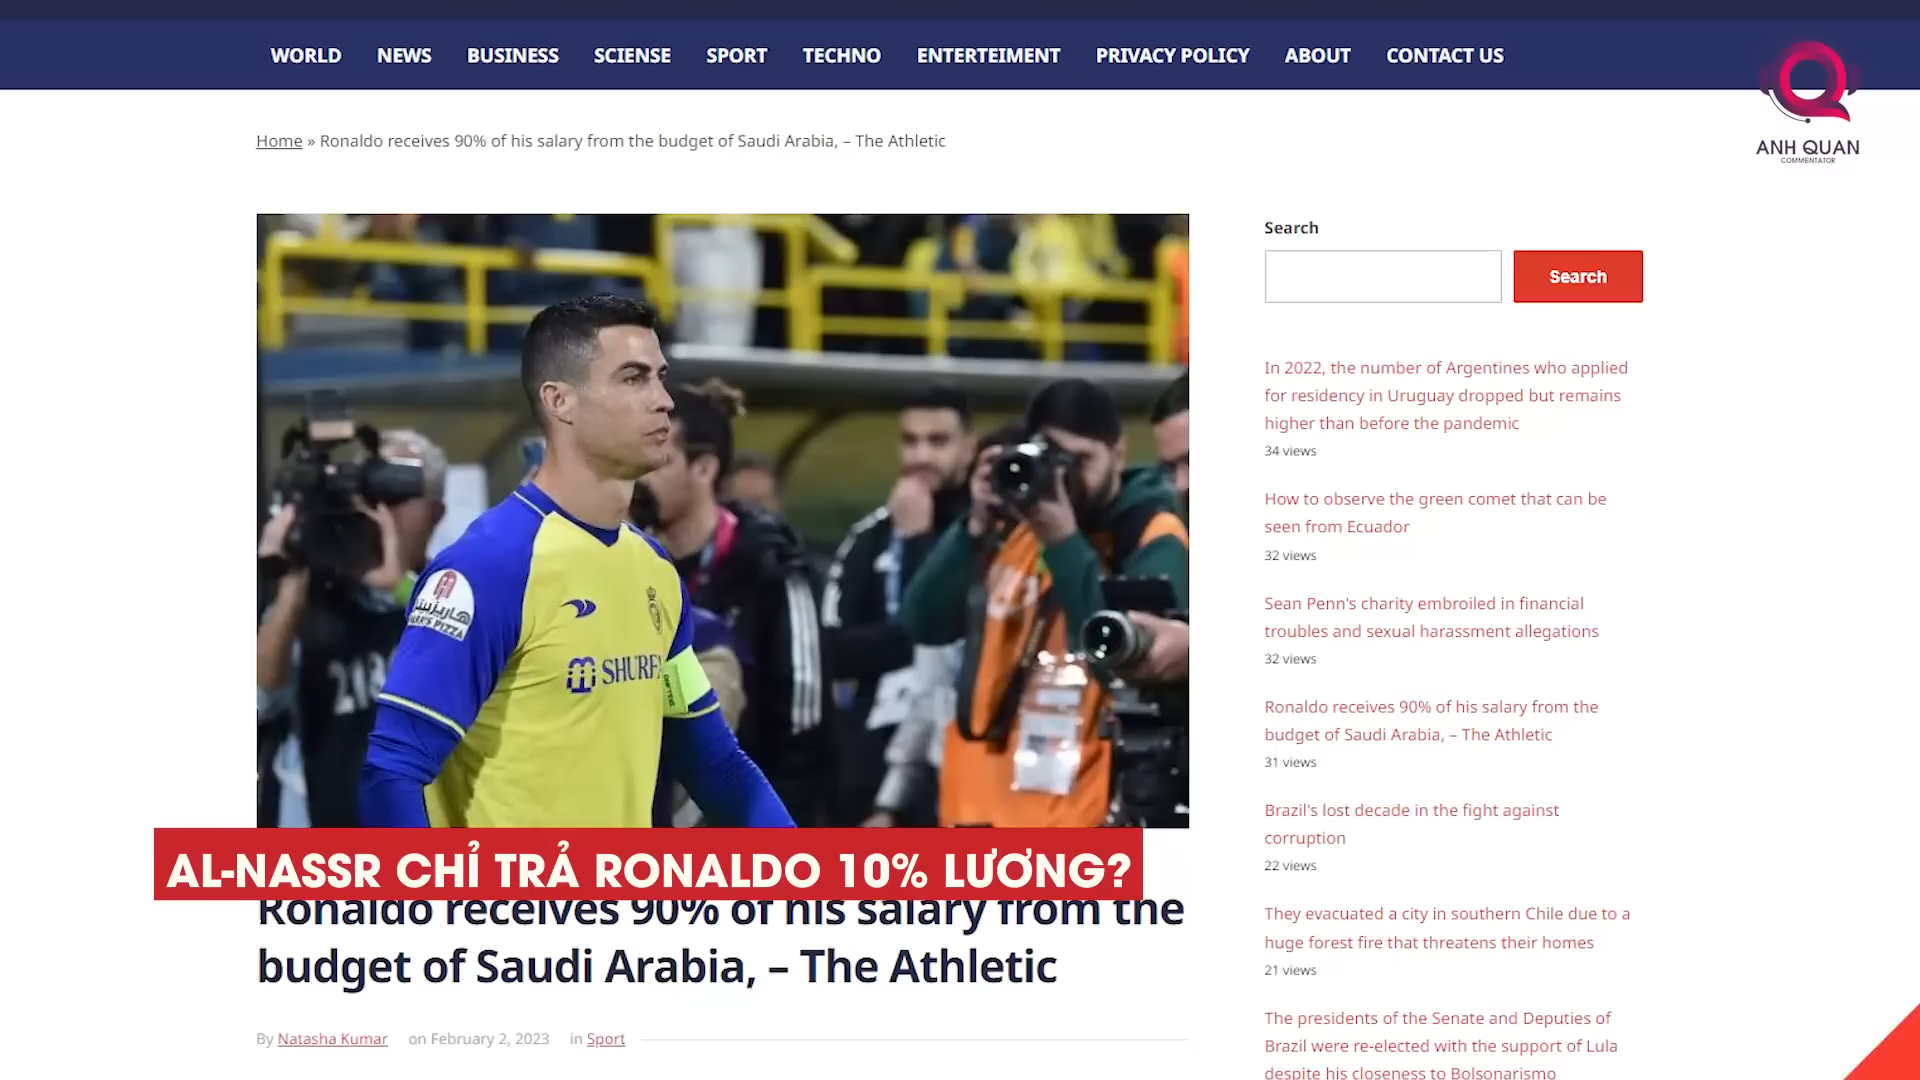 WORLD NEWS BUSINESS SCIENSE SPORT TECHNO ENTERTEIMENT PRIVACY POLICY ABOUT CONTACT US
ANH QUAN
COMMENTATOR
Home » Ronaldo receives 90% of his salary from the budget of Saudi Arabia, – The Athletic
SHURF
AL-NASSR CHỈ TRẢ RONALDO 10% LƯƠNG?
Ronaldo receives 90% of his salary from the
budget of Saudi Arabia, – The Athletic
By Natasha Kumar on February 2, 2023 in Sport
Search
Search
In 2022, the number of Argentines who applied
for residency in Uruguay dropped but remains
higher than before the pandemic
34 views
How to observe the green comet that can be
seen from Ecuador
32 views
Sean Penn's charity embroiled in financial
troubles and sexual harassment allegations
32 views
Ronaldo receives 90% of his salary from the
budget of Saudi Arabia, – The Athletic
31 views
Brazil's lost decade in the fight against
corruption
22 views
They evacuated a city in southern Chile due to a
huge forest fire that threatens their homes
21 views
The presidents of the Senate and Deputies of
Brazil were re-elected with the support of Lula
despite his closeness to Bolsonarismo